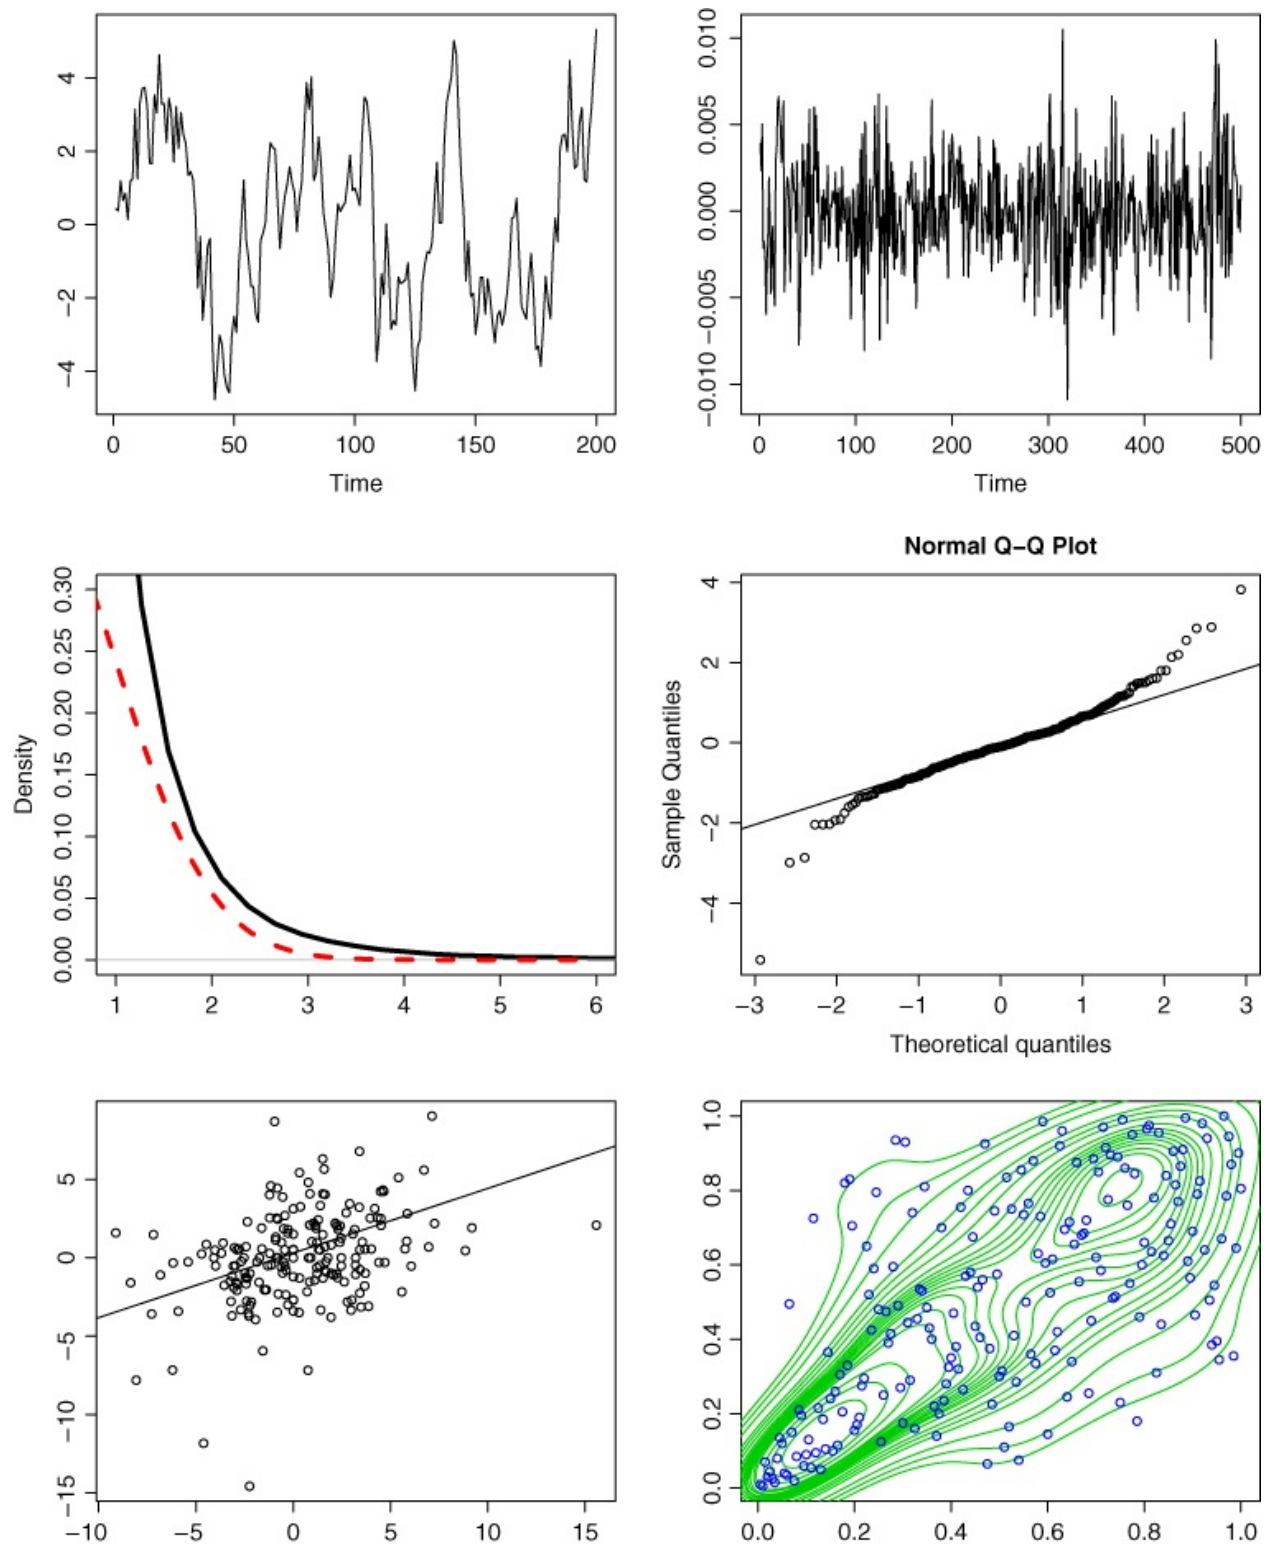 4
2
0
−2
−4
0 50 100 150 200
Time
0.010
0.005
0.000
−0.005
−0.010
0 100 200 300 400 500
Time
Density
0.30
0.25
0.20
0.15
0.10
0.05
0.00
1 2 3 4 5 6
Normal Q−Q Plot
Sample Quantiles
4
2
0
−2
−4
−3 −2 −1 0 1 2 3
Theoretical quantiles
5
0
−5
−10
−15
−10 −5 0 5 10 15
1.0
0.8
0.6
0.4
0.2
0.0
0.0 0.2 0.4 0.6 0.8 1.0